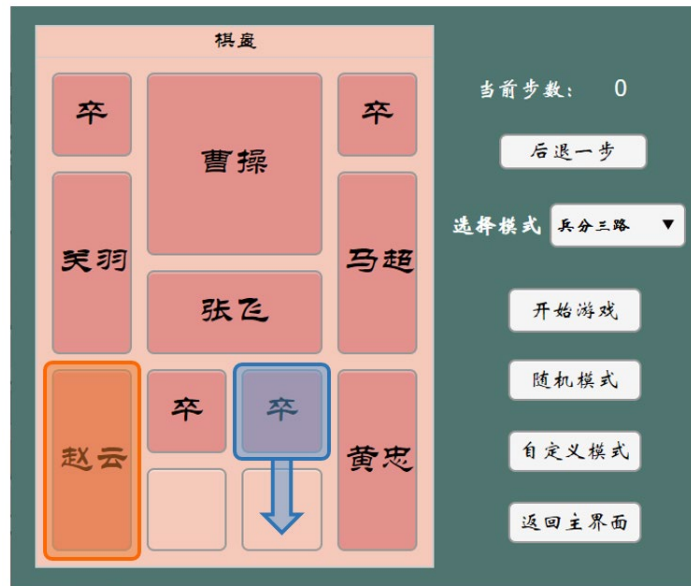 棋盘
卒
曹操
卒
关羽
马超
张飞
赵云
卒
卒
黄忠
当前步数： 0
后退一步
选择模式 兵分三路 ▼
开始游戏
随机模式
自定义模式
返回主界面